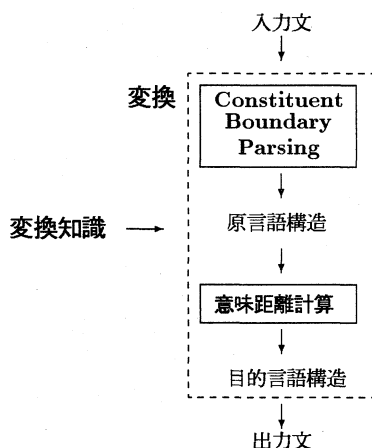 入力文
変換
Constituent
Boundary
Parsing
変換知識
原言語構造
意味距離計算
目的言語構造
出力文